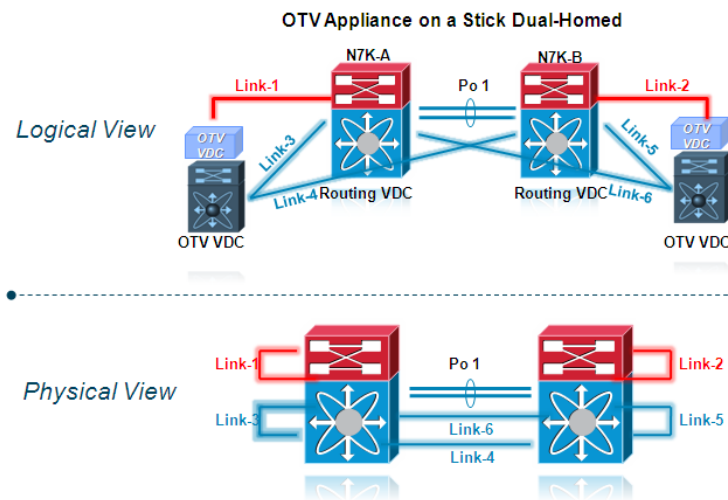 OTV Appliance on a Stick Dual-Homed
N7K-A
N7K-B
Link-1
Po 1
Link-2
Logical View
OTV
VDC
OTV
VDC
Link-3
Link-5
Link-4
Link-6
Routing VDC
Routing VDC
OTV VDC
OTV VDC
Link-1
Po 1
Link-2
Physical View
Link-3
Link-6
Link-5
Link-4